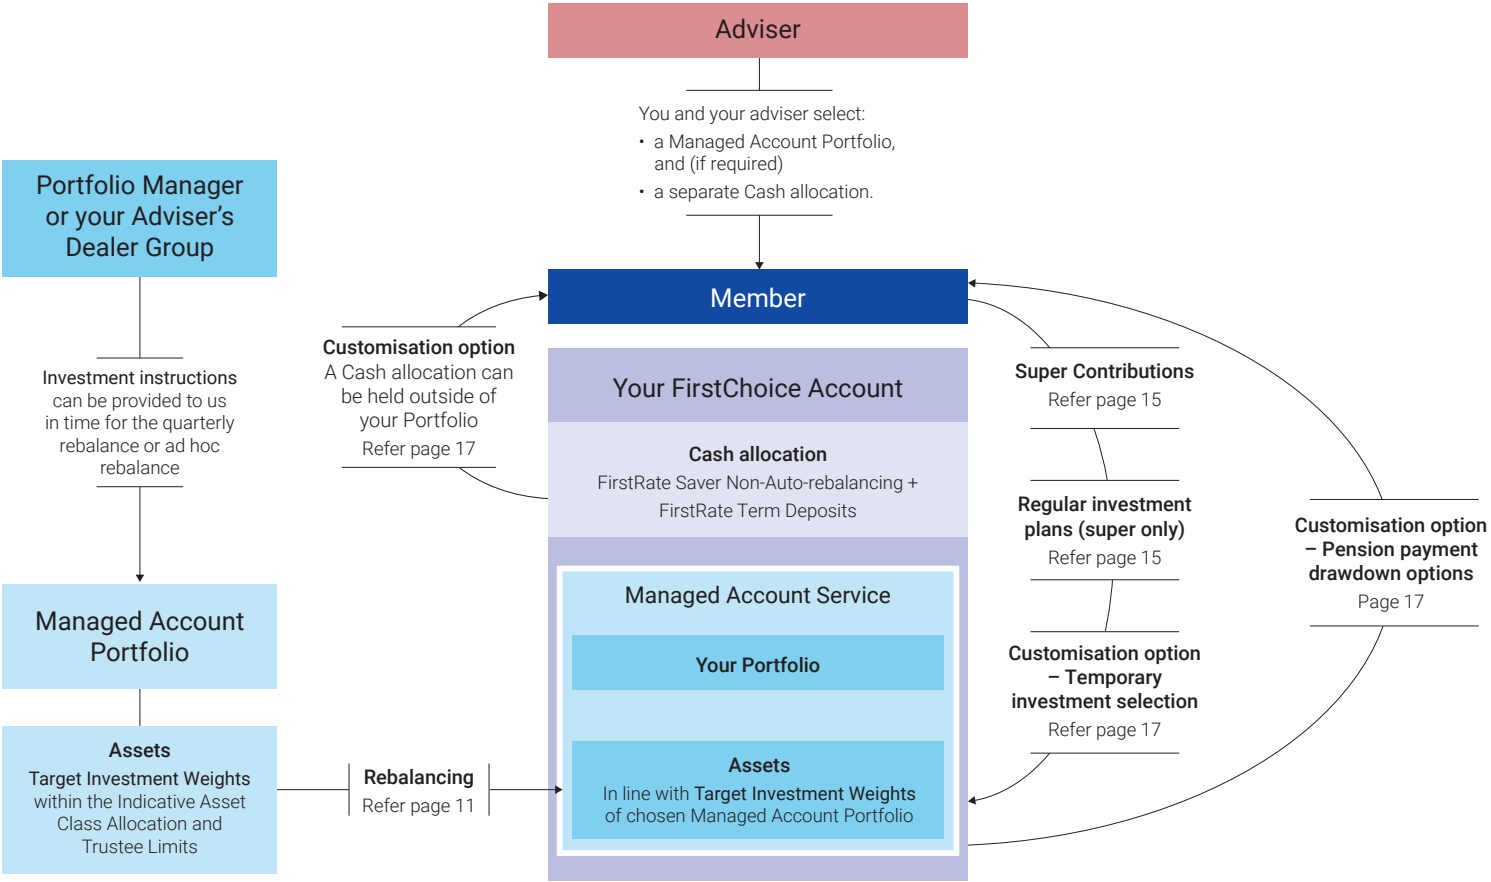 Adviser
You and your adviser select:
• a Managed Account Portfolio,
and (if required)
• a separate Cash allocation.
Portfolio Manager
or your Adviser’s
Dealer Group
Investment instructions
can be provided to us
in time for the quarterly
rebalance or ad hoc
rebalance
Managed Account
Portfolio
Assets
Target Investment Weights
within the Indicative Asset
Class Allocation and
Trustee Limits
Rebalancing
Refer page 11
Customisation option
A Cash allocation can
be held outside of
your Portfolio
Refer page 17
Member
Your FirstChoice Account
Cash allocation
FirstRate Saver Non-Auto-rebalancing +
FirstRate Term Deposits
Managed Account Service
Your Portfolio
Assets
In line with Target Investment Weights
of chosen Managed Account Portfolio
Super Contributions
Refer page 15
Regular investment
plans (super only)
Refer page 15
Customisation option
– Temporary
investment selection
Refer page 17
Customisation option
– Pension payment
drawdown options
Page 17